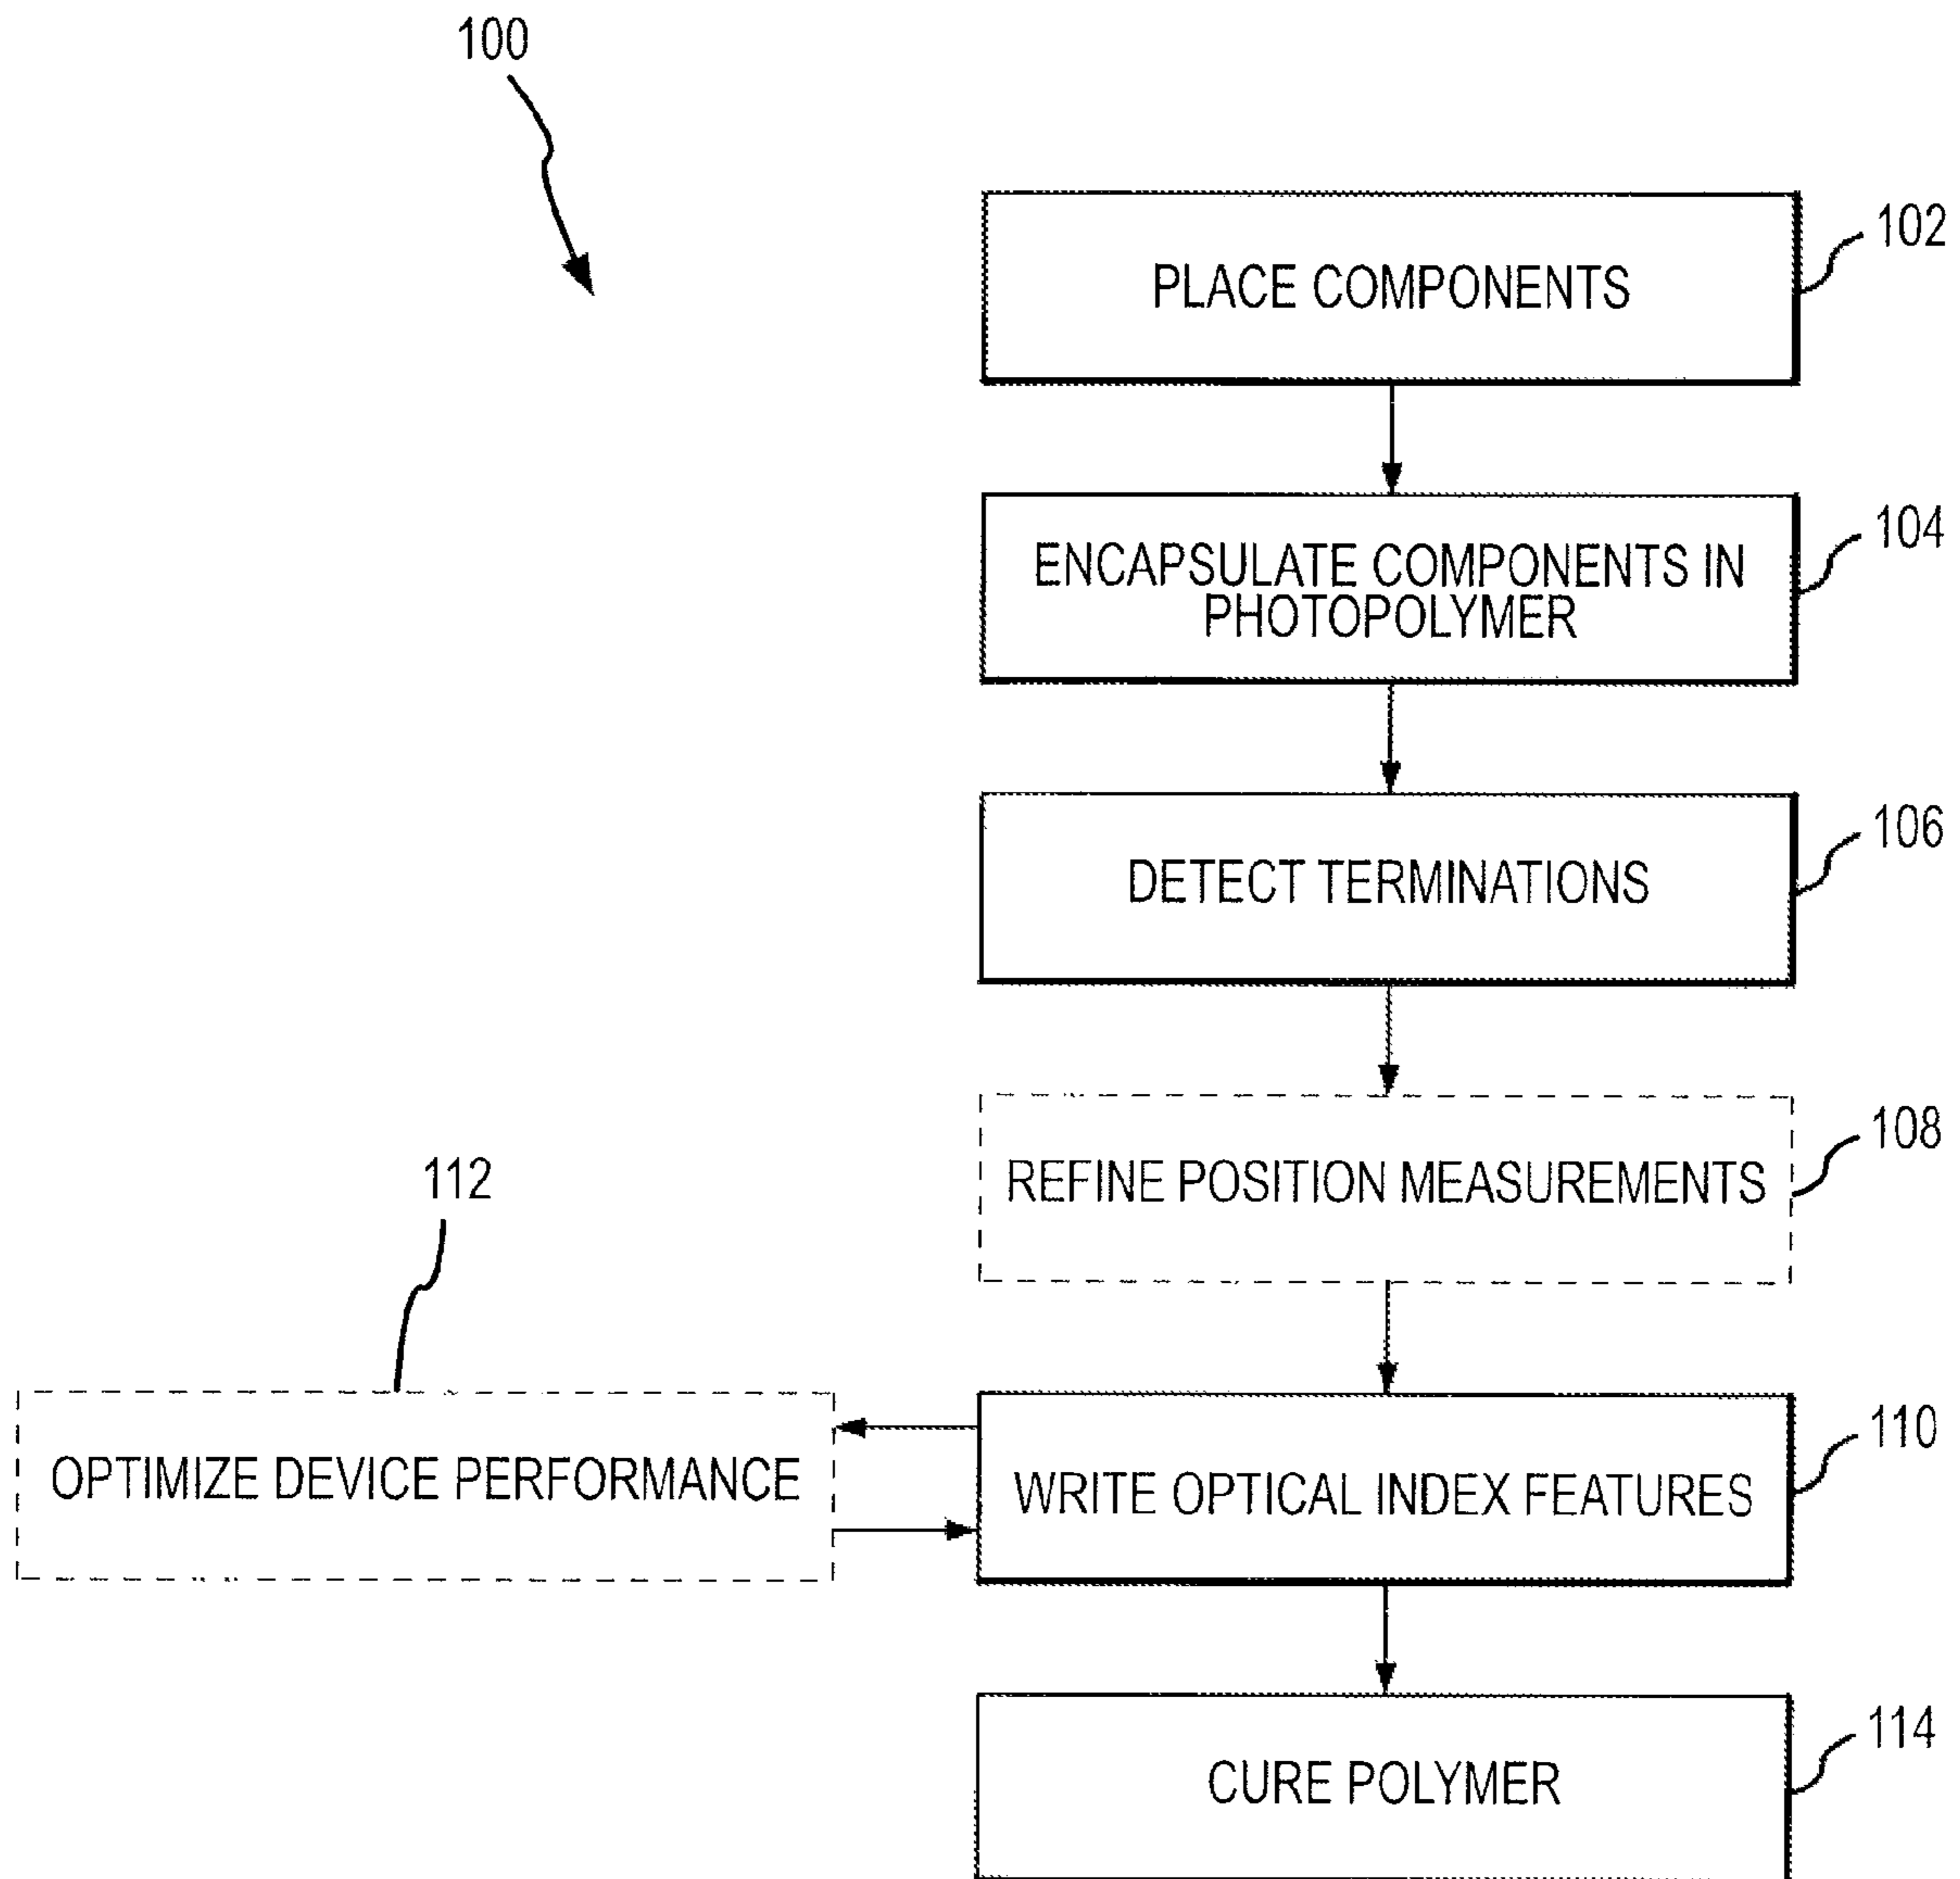 100
PLACE COMPONENTS
102
ENCAPSULATE COMPONENTS IN
PHOTOPOLYMER
104
DETECT TERMINATIONS
106
REFINE POSITION MEASUREMENTS
108
112
OPTIMIZE DEVICE PERFORMANCE
WRITE OPTICAL INDEX FEATURES
110
CURE POLYMER
114